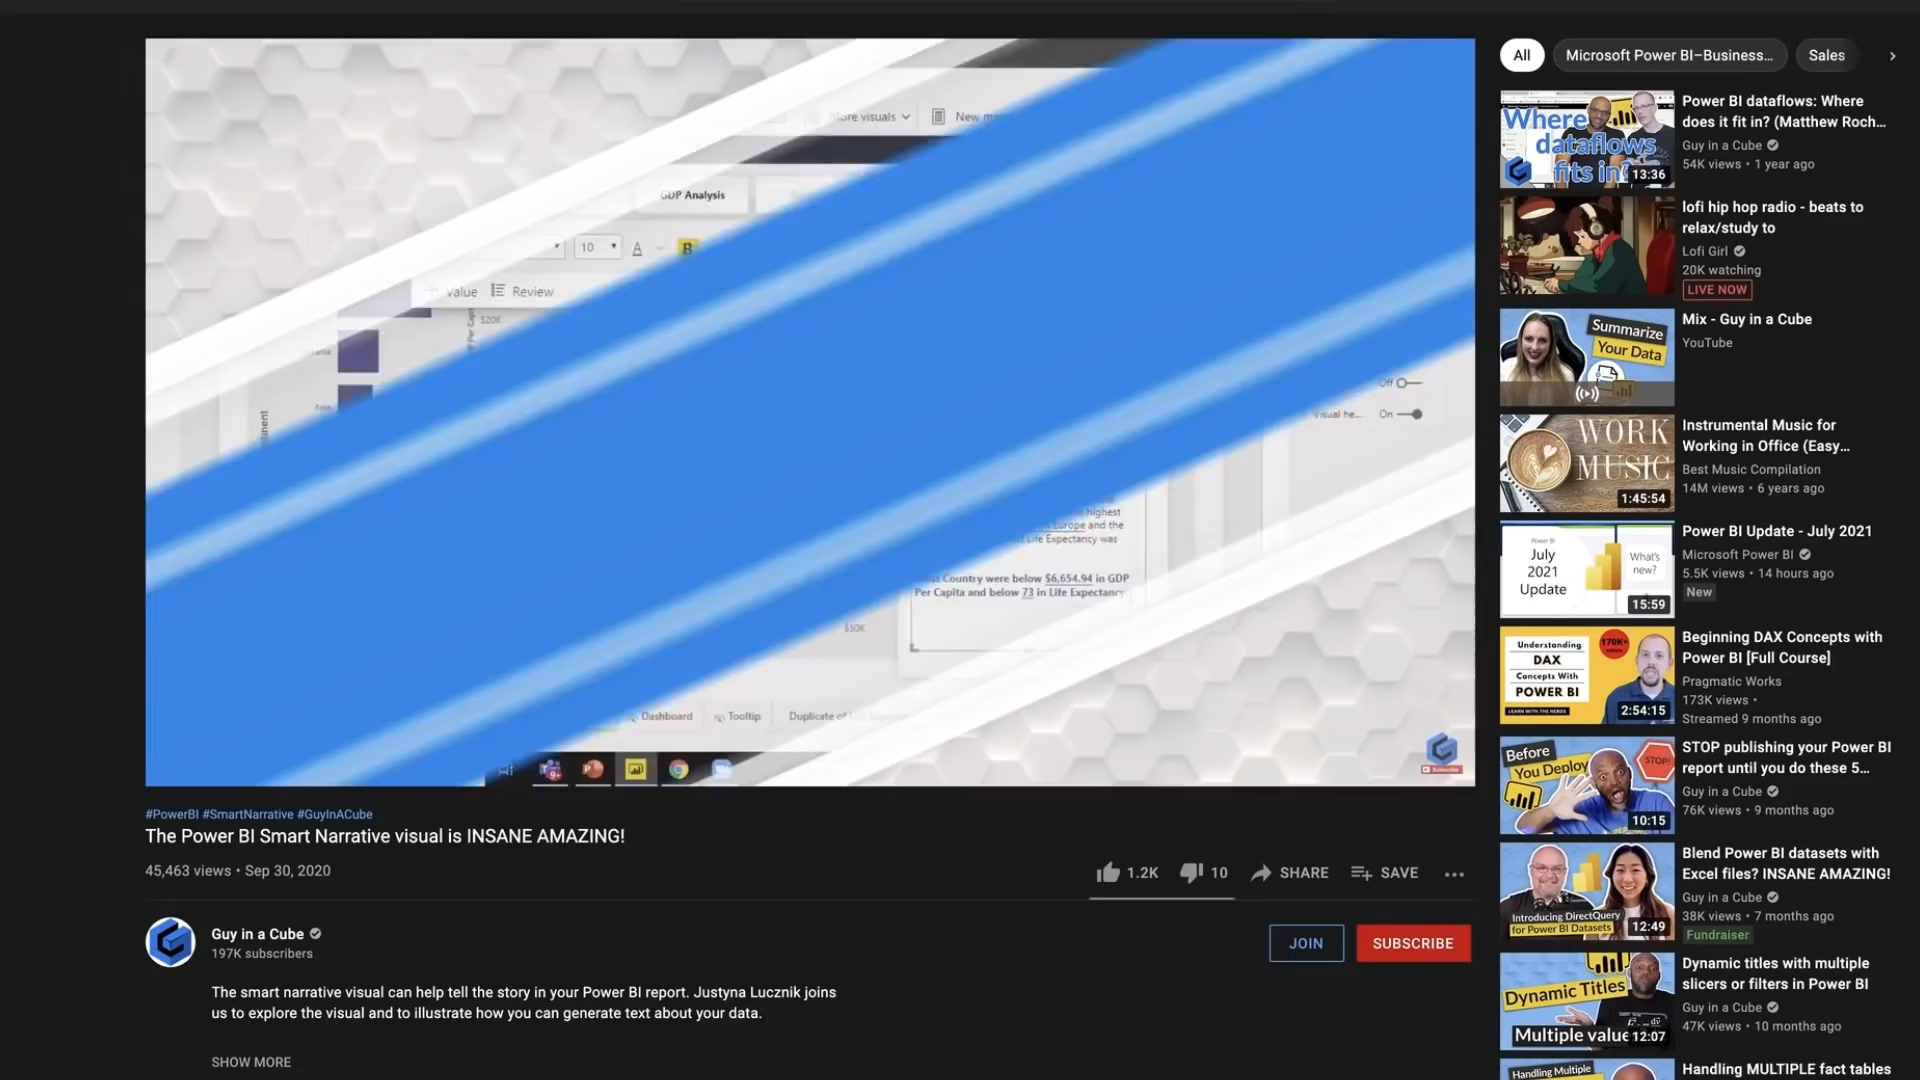 More visuals
GDP Analysis
10
A
B
Value
Review
$20K
Off
On
highest
Europe and the
Life Expectancy was
Country were below $6,654.94 in GDP
Per Capita and below 73 in Life Expectancy
$50K
Dashboard
Tooltip
Duplicate of
9+
#PowerBI #SmartNarrative #GuyInACube
The Power BI Smart Narrative visual is INSANE AMAZING!
45,463 views • Sep 30, 2020
1.2K
10
SHARE
SAVE
Guy in a Cube
197K subscribers
JOIN
SUBSCRIBE
The smart narrative visual can help tell the story in your Power BI report. Justyna Lucznik joins
us to explore the visual and to illustrate how you can generate text about your data.
SHOW MORE
All
Microsoft Power BI–Business...
Sales
Where
dataflows
fits in?
13:36
Power BI dataflows: Where
does it fit in? (Matthew Roch...
Guy in a Cube
54K views • 1 year ago
lofi hip hop radio - beats to
relax/study to
Lofi Girl
20K watching
LIVE NOW
Summarize
Your Data
Mix - Guy in a Cube
YouTube
WORK
MUSIC
1:45:54
Instrumental Music for
Working in Office (Easy...
Best Music Compilation
14M views • 6 years ago
Power BI
July
2021
Update
What's
new?
15:59
Power BI Update - July 2021
Microsoft Power BI
5.5K views • 14 hours ago
New
Understanding
DAX
Concepts With
POWER BI
LEARN WITH THE NERDS
170K+
2:54:15
Beginning DAX Concepts with
Power BI [Full Course]
Pragmatic Works
173K views •
Streamed 9 months ago
Before
You Deploy
STOP!
10:15
STOP publishing your Power BI
report until you do these 5...
Guy in a Cube
76K views • 9 months ago
Introducing DirectQuery
for Power BI Datasets
12:49
Blend Power BI datasets with
Excel files? INSANE AMAZING!
Guy in a Cube
38K views • 7 months ago
Fundraiser
Dynamic Titles
Multiple value
12:07
Dynamic titles with multiple
slicers or filters in Power BI
Guy in a Cube
47K views • 10 months ago
Handling Multiple
Handling MULTIPLE fact tables